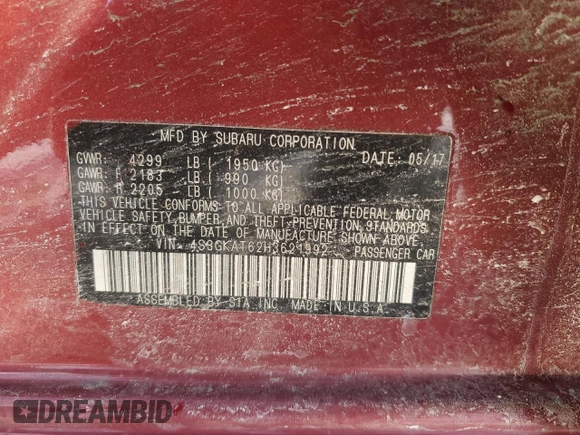 MFD BY SUBARU CORPORATION
GVWR: 4299 LB ( 1950 KG) DATE: 05/17
GAWR: F 2183 LB ( 990 KG)
GAWR: R 2205 LB ( 1000 KG)
THIS VEHICLE CONFORMS TO ALL APPLICABLE FEDERAL MOTOR
VEHICLE SAFETY, BUMPER, AND THEFT PREVENTION STANDARDS
IN EFFECT ON THE DATE OF MANUFACTURE SHOWN ABOVE.
VIN 4S3GKAT62H3621992 PASSENGER CAR
ASSEMBLED BY SIA INC. MADE IN U.S.A.
DREAMBID